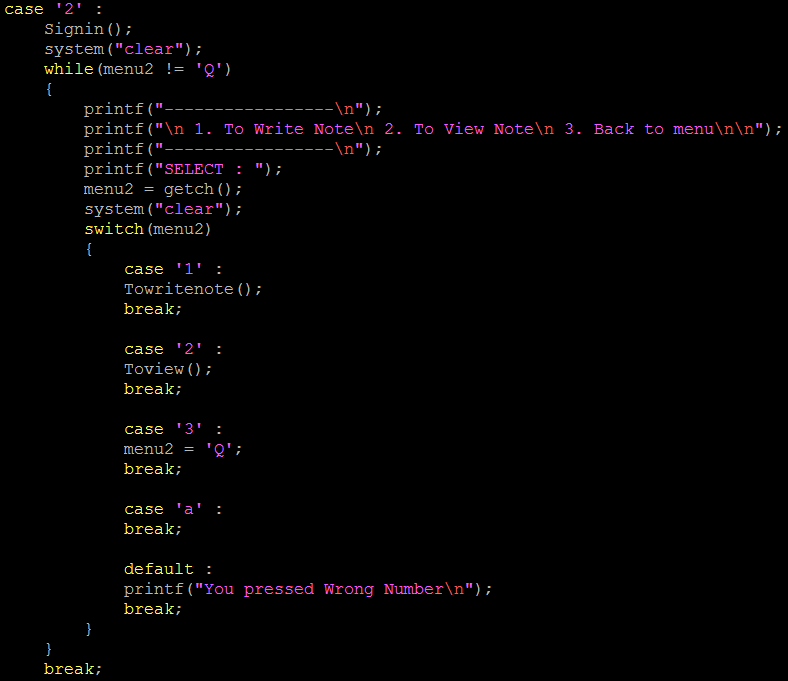 case '2' :
    Signin();
    system("clear");
    while(menu2 != 'Q')
    {
        printf("-----------------\n");
        printf("\n 1. To Write Note\n 2. To View Note\n 3. Back to menu\n\n");
        printf("-----------------\n");
        printf("SELECT : ");
        menu2 = getch();
        system("clear");
        switch(menu2)
        {
            case '1' :
            Towritenote();
            break;

            case '2' :
            Toview();
            break;

            case '3' :
            menu2 = 'Q';
            break;

            case 'a' :
            break;

            default :
            printf("You pressed Wrong Number\n");
            break;
        }
    }
    break;